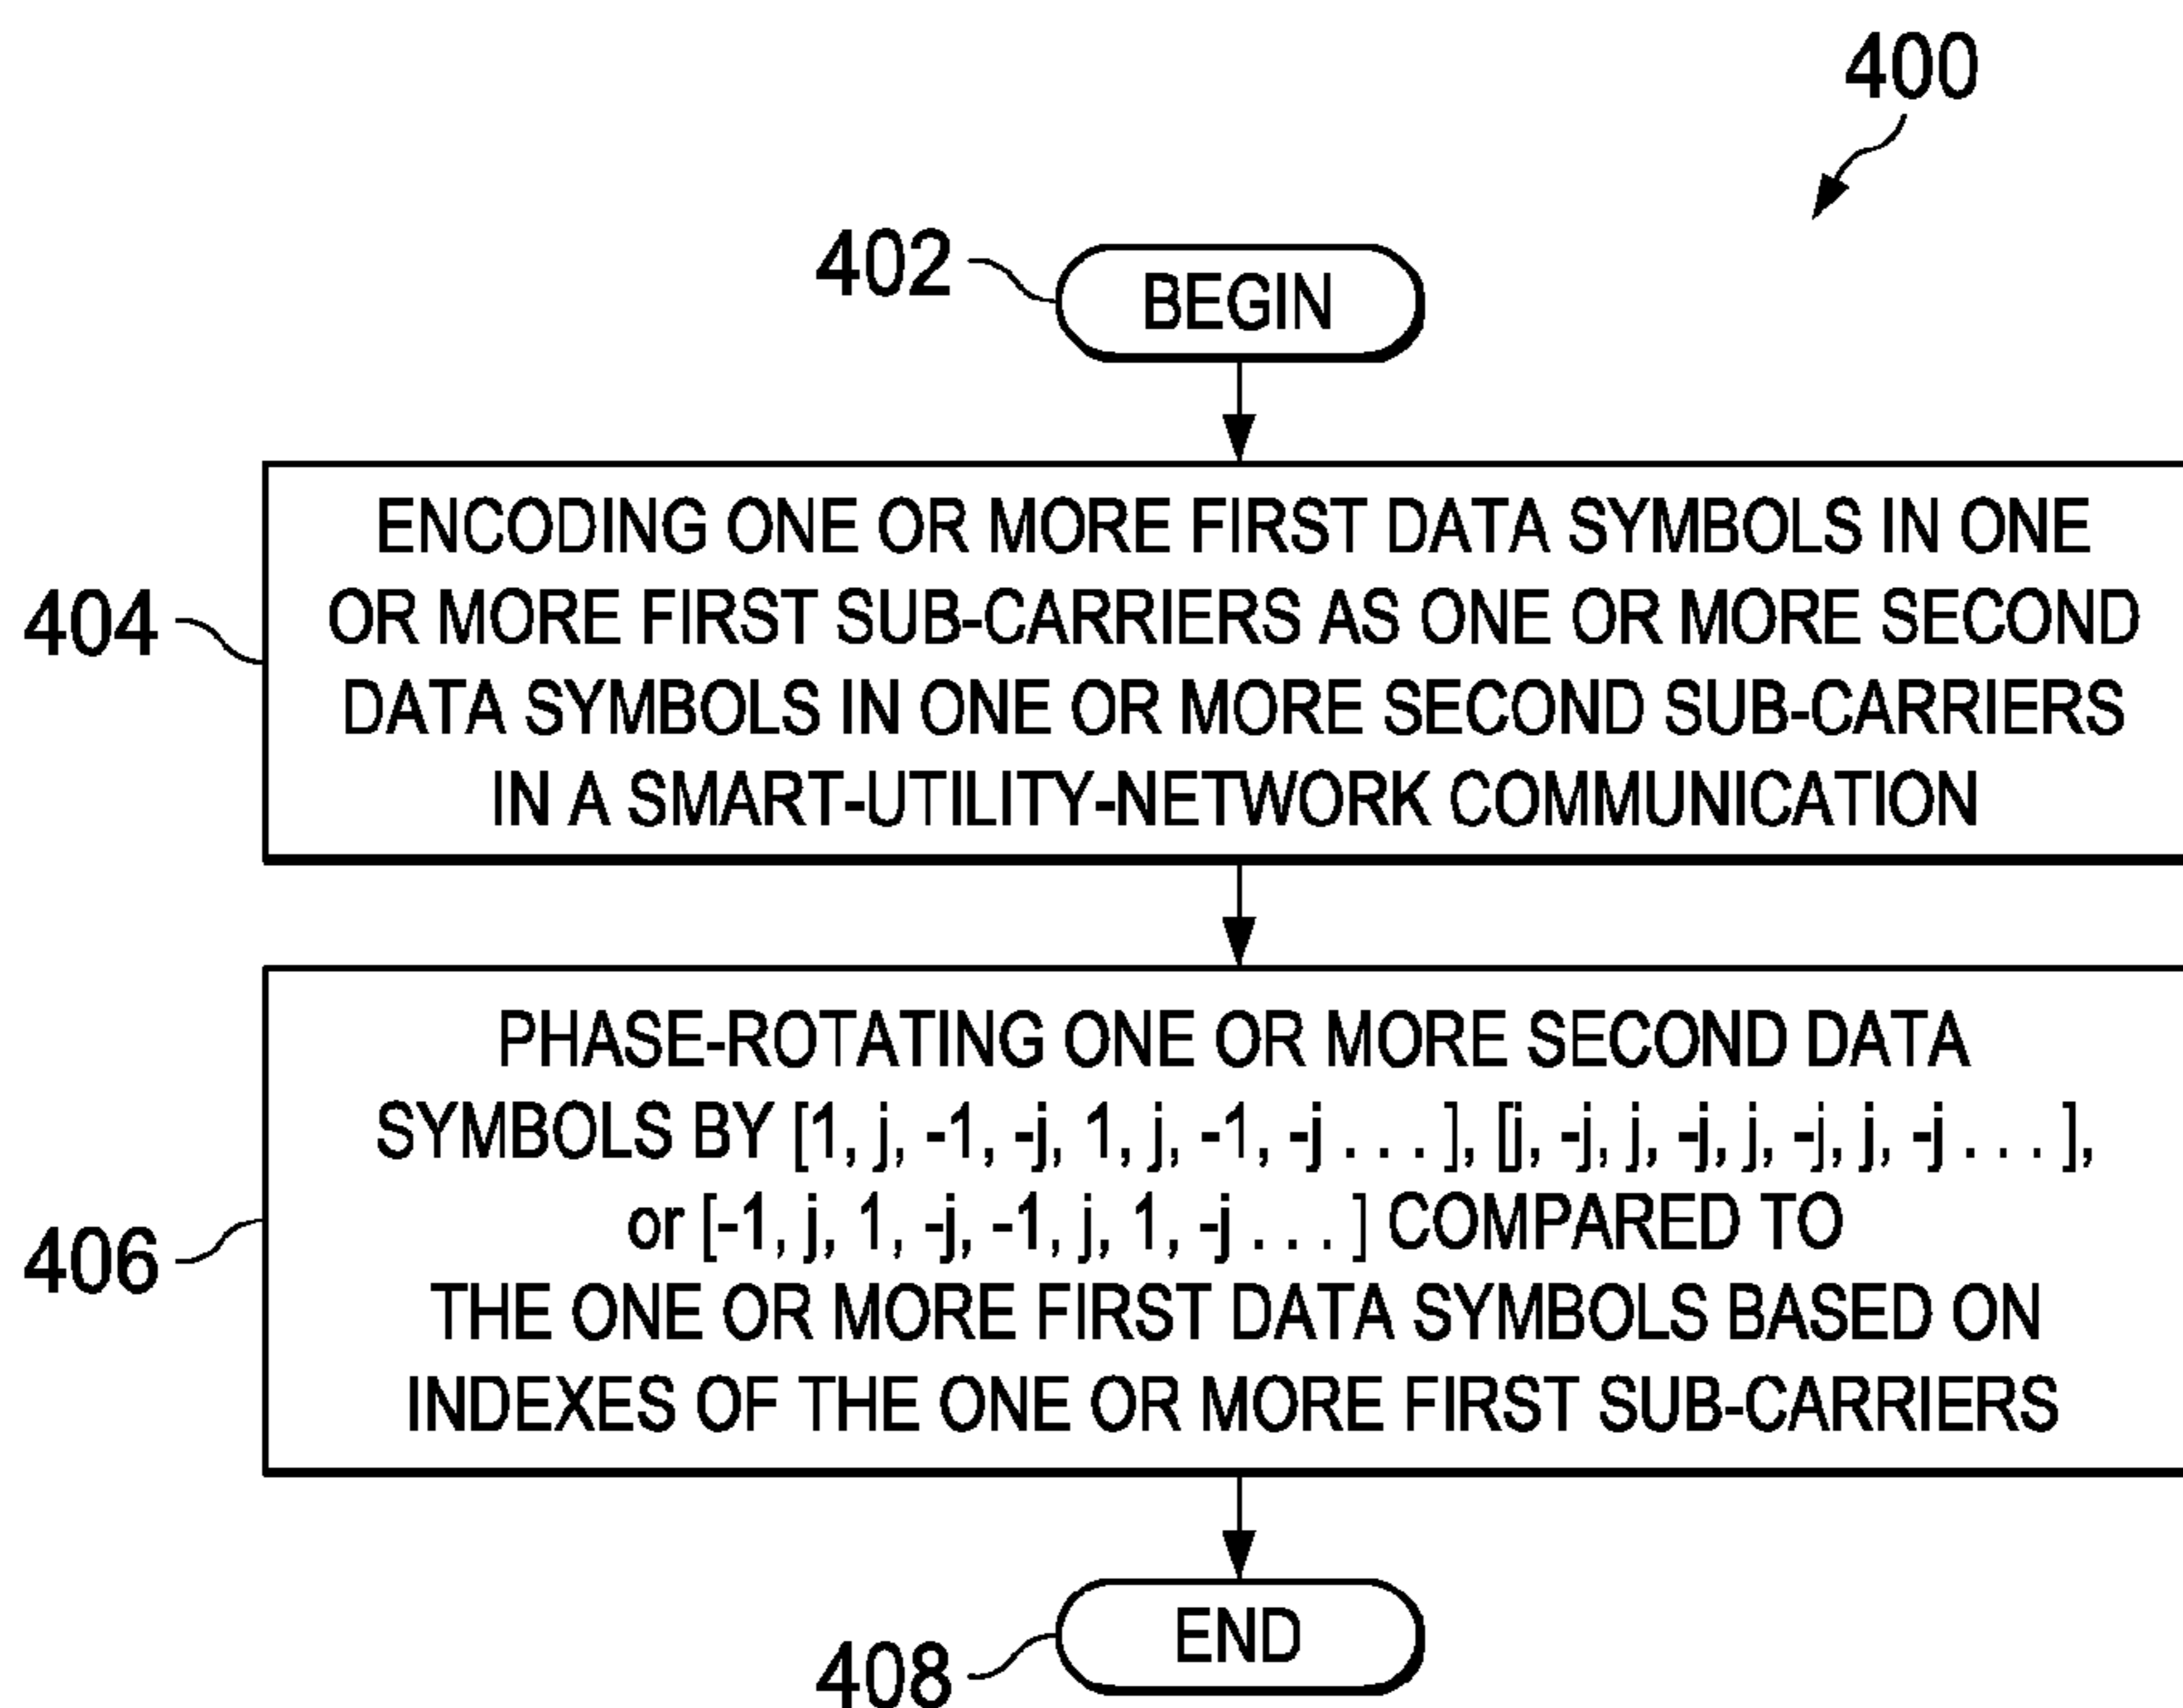 400
402
BEGIN
404
ENCODING ONE OR MORE FIRST DATA SYMBOLS IN ONE
OR MORE FIRST SUB-CARRIERS AS ONE OR MORE SECOND
DATA SYMBOLS IN ONE OR MORE SECOND SUB-CARRIERS
IN A SMART-UTILITY-NETWORK COMMUNICATION
406
PHASE-ROTATING ONE OR MORE SECOND DATA
SYMBOLS BY [1, j, -1, -j, 1, j, -1, -j . . . ], [j, -j, j, -j, j, -j, j, -j . . . ],
or [-1, j, 1, -j, -1, j, 1, -j . . . ] COMPARED TO
THE ONE OR MORE FIRST DATA SYMBOLS BASED ON
INDEXES OF THE ONE OR MORE FIRST SUB-CARRIERS
408
END